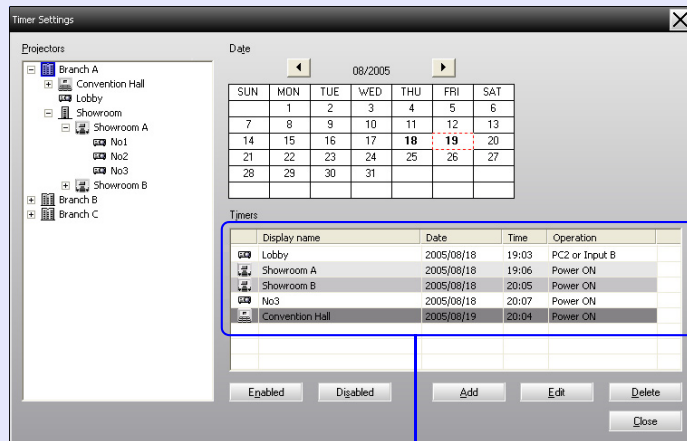 Timer Settings
Projectors
Branch A
Convention Hall
Lobby
Showroom
Showroom A
No1
No2
No3
Showroom B
Branch B
Branch C
Date
08/2005
SUN MON TUE WED THU FRI SAT
1 2 3 4 5 6
7 8 9 10 11 12 13
14 15 16 17 18 19 20
21 22 23 24 25 26 27
28 29 30 31
Timers
Display name Date Time Operation
Lobby 2005/08/18 19:03 PC2 or Input B
Showroom A 2005/08/18 19:06 Power ON
Showroom B 2005/08/18 20:05 Power ON
No3 2005/08/18 20:07 Power ON
Convention Hall 2005/08/19 20:04 Power ON
Enabled Disabled Add Edit Delete
Close